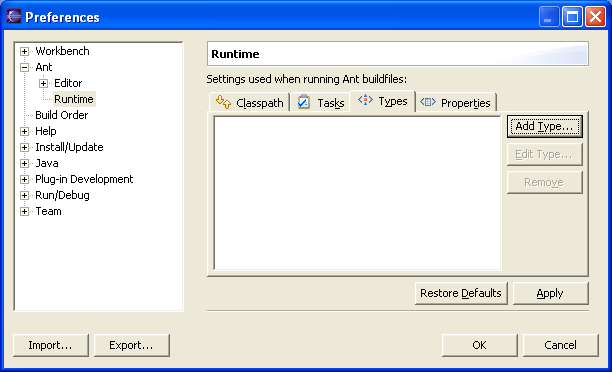 Preferences
Workbench
Ant
Editor
Runtime
Build Order
Help
Install/Update
Java
Plug-in Development
Run/Debug
Team
Runtime
Settings used when running Ant buildfiles:
Classpath Tasks Types Properties
Add Type...
Edit Type...
Remove
Restore Defaults Apply
Import... Export... OK Cancel